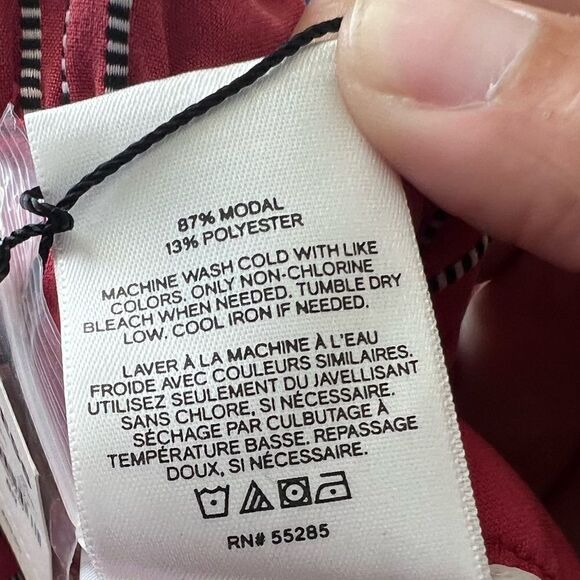 87% MODAL
13% POLYESTER
MACHINE WASH COLD WITH LIKE
COLORS. ONLY NON-CHLORINE
BLEACH WHEN NEEDED. TUMBLE DRY
LOW. COOL IRON IF NEEDED.
LAVER À LA MACHINE À L'EAU
FROIDE AVEC COULEURS SIMILAIRES.
UTILISEZ SEULEMENT DU JAVELLISANT
SANS CHLORE, SI NÉCESSAIRE.
SÉCHAGE PAR CULBUTAGE À
TEMPÉRATURE BASSE. REPASSAGE
DOUX, SI NÉCESSAIRE.
RN# 55285